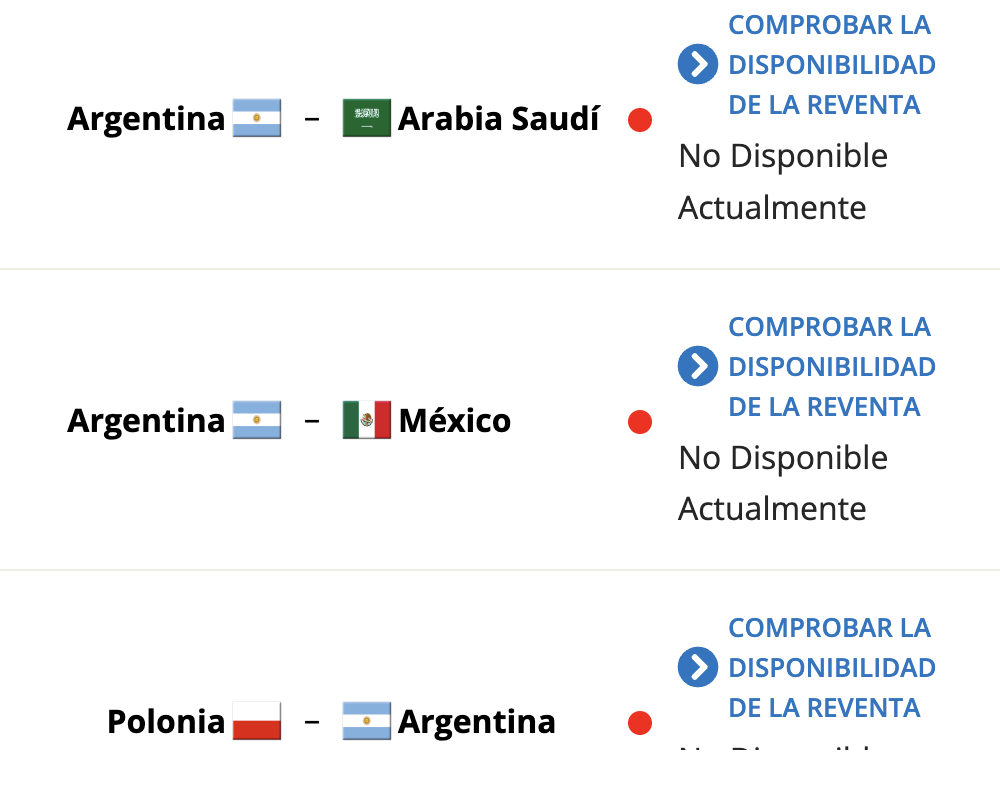 COMPROBAR LA
DISPONIBILIDAD
DE LA REVENTA
Argentina – Arabia Saudí
No Disponible
Actualmente
COMPROBAR LA
DISPONIBILIDAD
DE LA REVENTA
Argentina – México
No Disponible
Actualmente
COMPROBAR LA
DISPONIBILIDAD
DE LA REVENTA
Polonia – Argentina